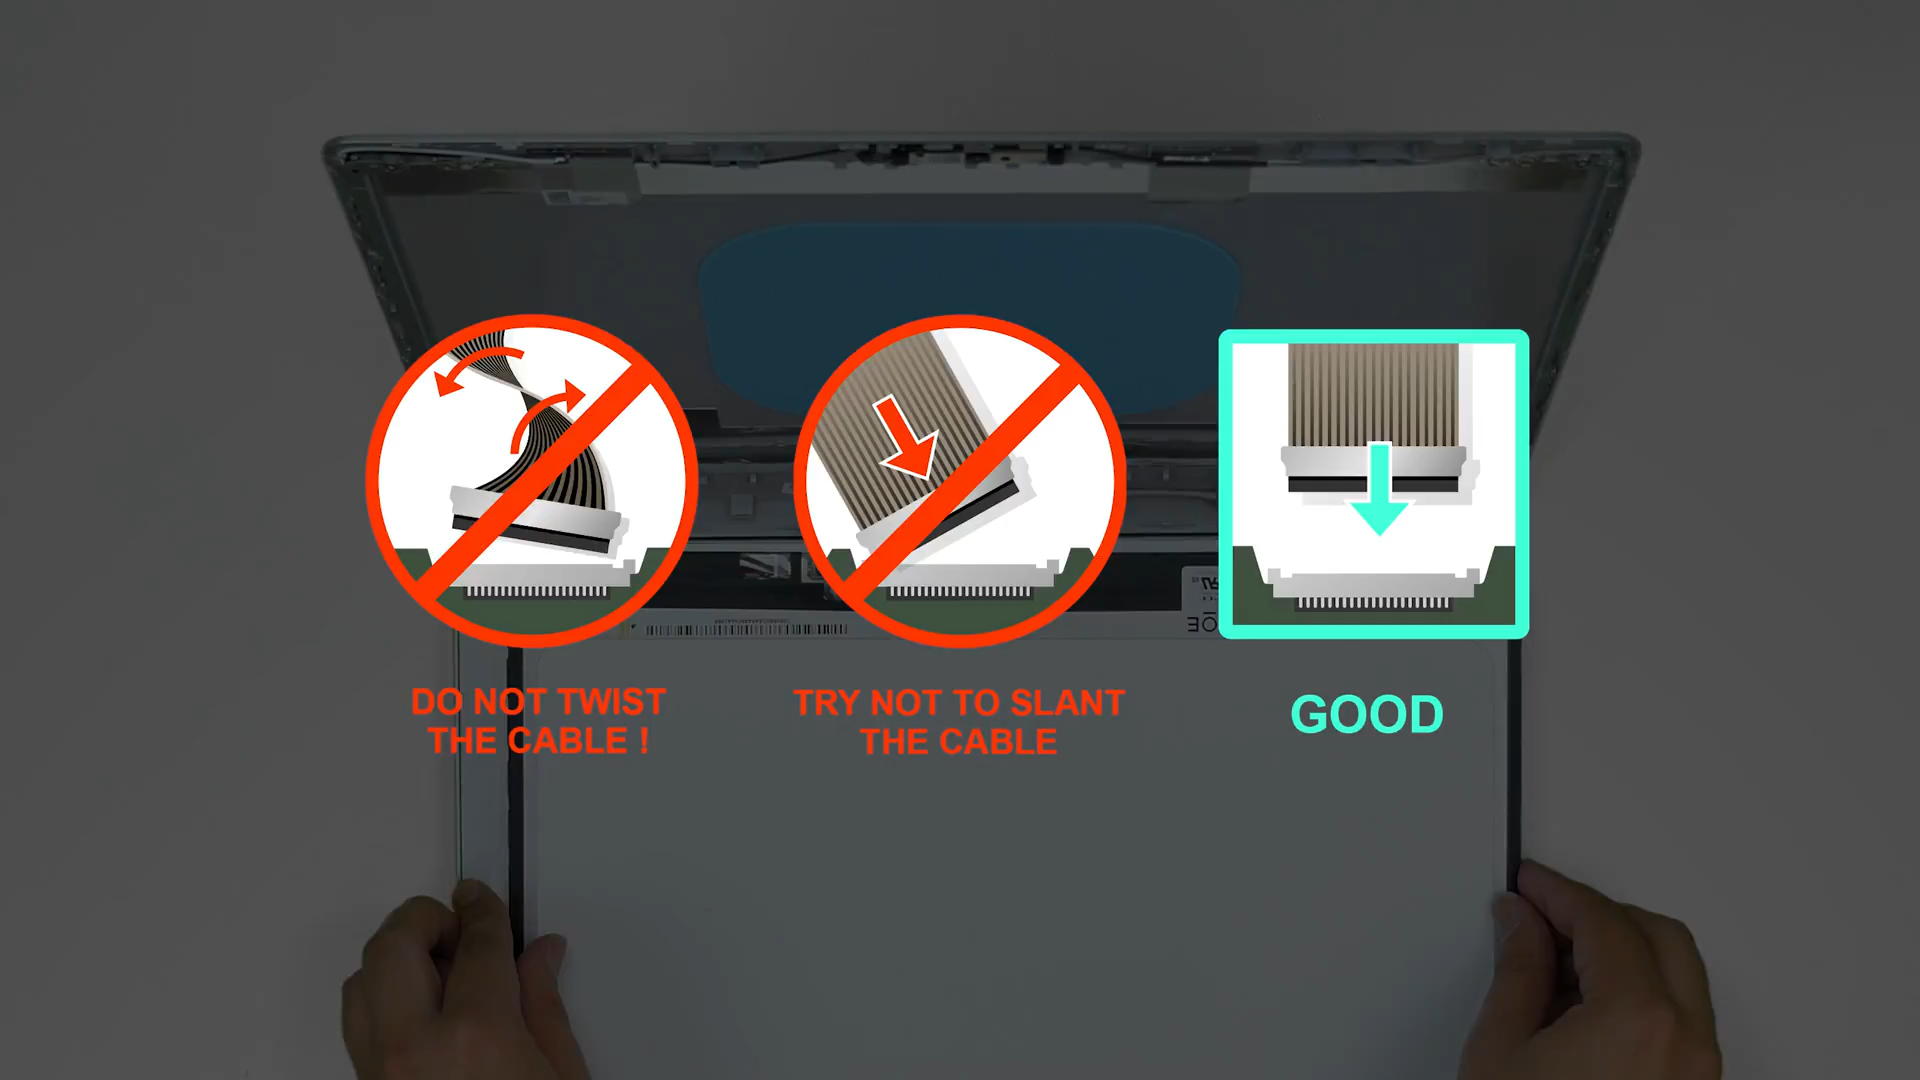 DO NOT TWIST
THE CABLE !
TRY NOT TO SLANT
THE CABLE
GOOD